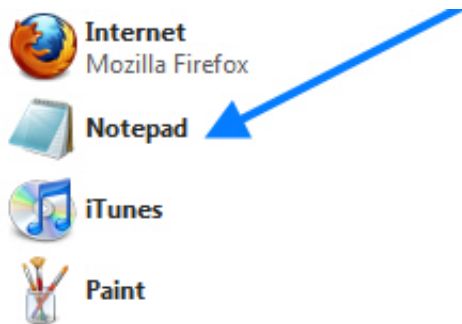 Internet
Mozilla Firefox
Notepad
iTunes
Paint